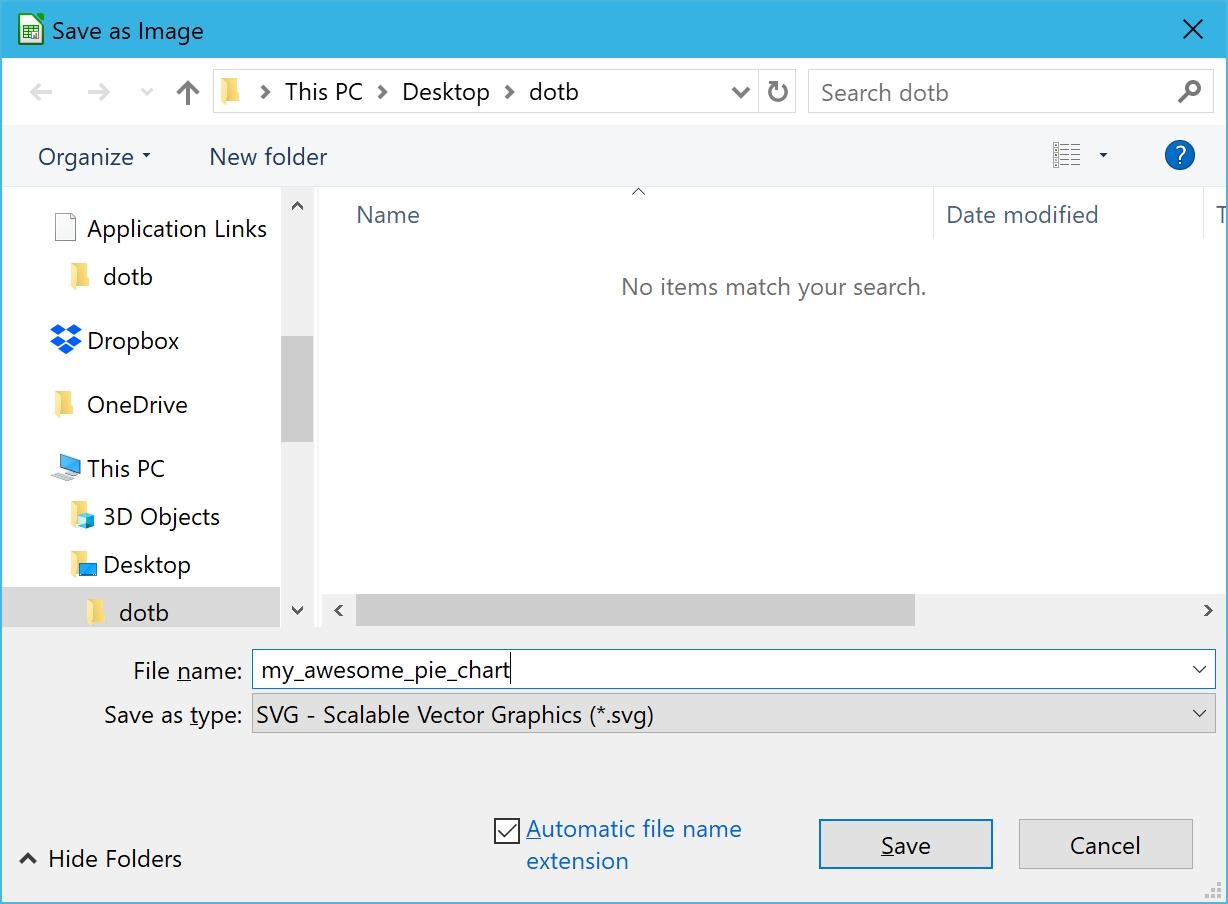 Save as Image
This PC > Desktop > dotb
Search dotb
Organize
New folder
?
Name
Date modified
T
No items match your search.
Application Links
dotb
Dropbox
OneDrive
This PC
3D Objects
Desktop
dotb
File name: my_awesome_pie_chart
Save as type: SVG - Scalable Vector Graphics (*.svg)
Automatic file name
extension
Hide Folders
Save
Cancel